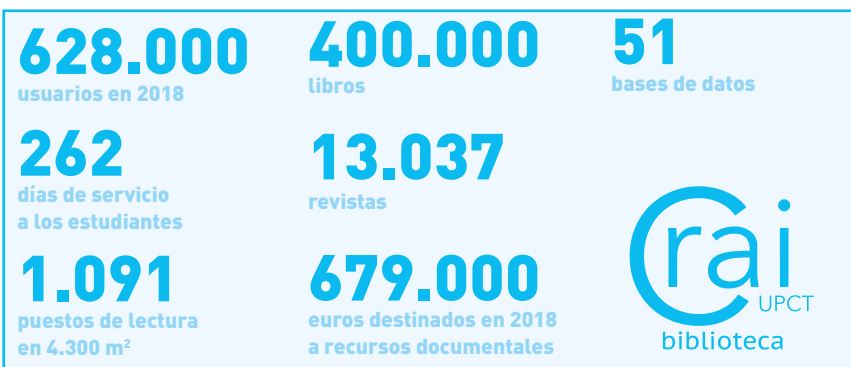 628.000
usuarios en 2018
400.000
libros
51
bases de datos
262
días de servicio
a los estudiantes
13.037
revistas
1.091
puestos de lectura
en 4.300 m²
679.000
euros destinados en 2018
a recursos documentales
Crai
UPCT
biblioteca